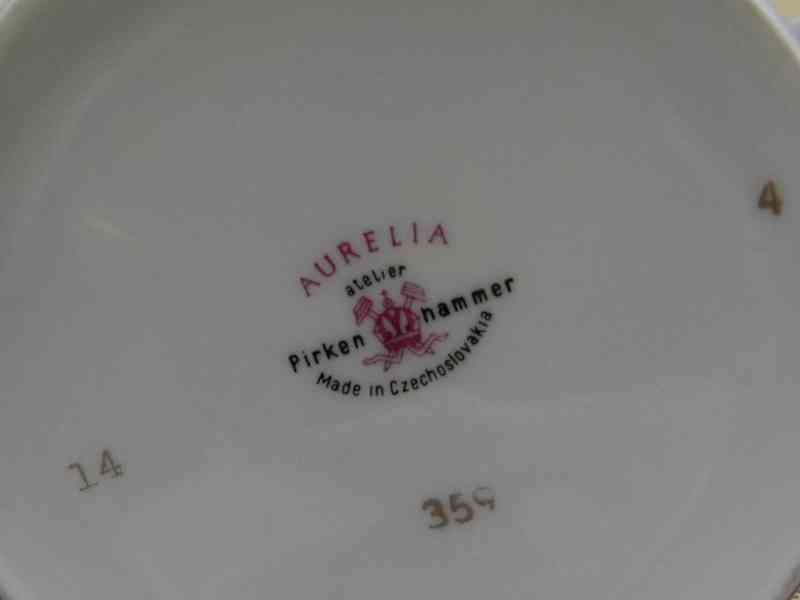 AURELIA
atelier
Pirken hammer
Made in Czechoslovakia
4
14
359